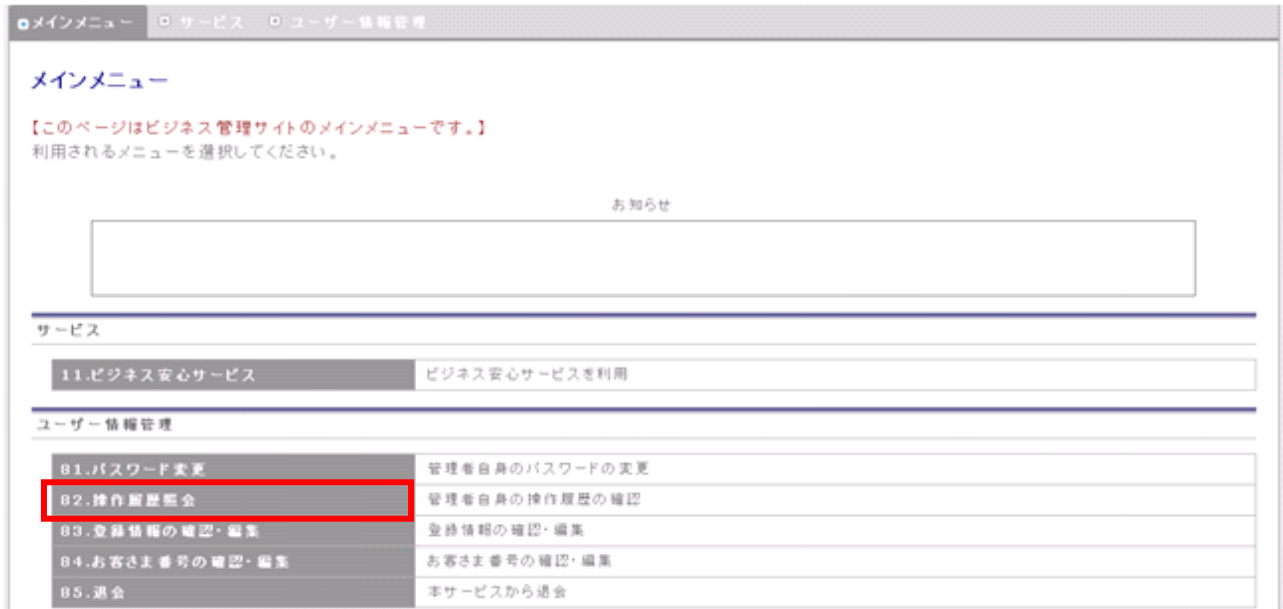 メインメニュー サービス ユーザー情報管理
メインメニュー
【このページはビジネス管理サイトのメインメニューです。】
利用されるメニューを選択してください。
お知らせ
サービス
11.ビジネス安心サービス ビジネス安心サービスを利用
ユーザー情報管理
81.パスワード変更 管理者自身のパスワードの変更
82.操作履歴照会 管理者自身の操作履歴の確認
83.登録情報の確認・編集 登録情報の確認・編集
84.お客さま番号の確認・編集 お客さま番号の確認・編集
85.退会 本サービスから退会